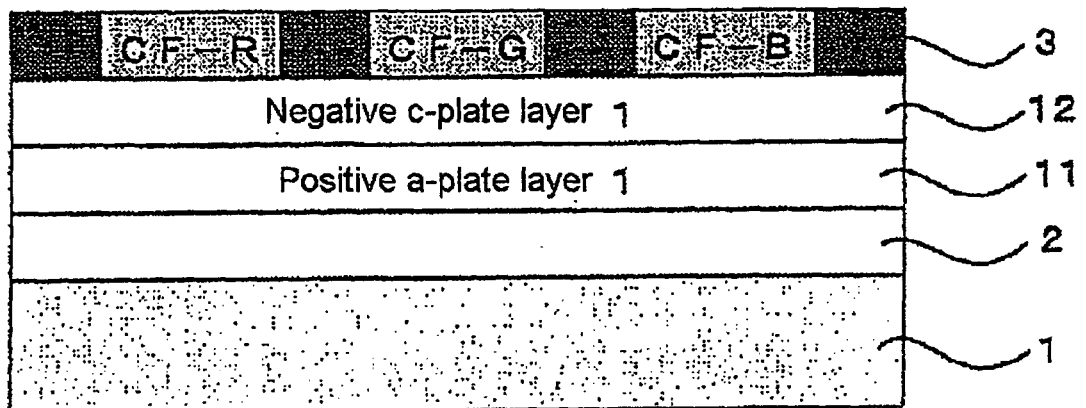 CF-R CF-G CF-B 3
Negative c-plate layer 1 12
Positive a-plate layer 1 11
2
1